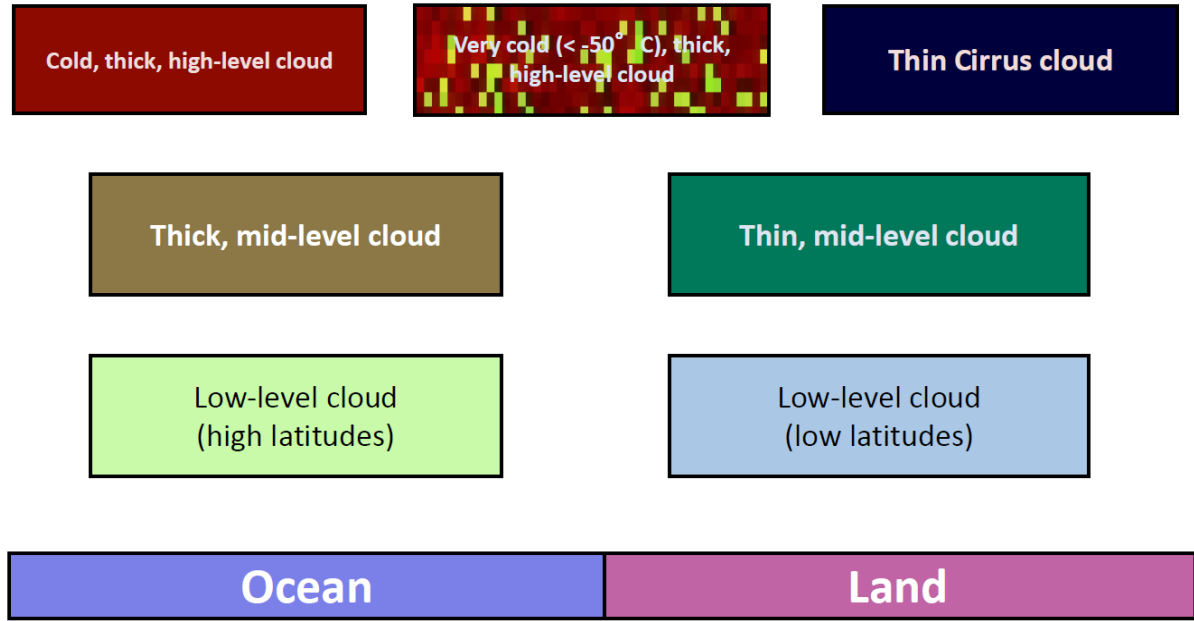 Cold, thick, high-level cloud
Very cold (< -50° C), thick,
high-level cloud
Thin Cirrus cloud
Thick, mid-level cloud
Thin, mid-level cloud
Low-level cloud
(high latitudes)
Low-level cloud
(low latitudes)
Ocean
Land